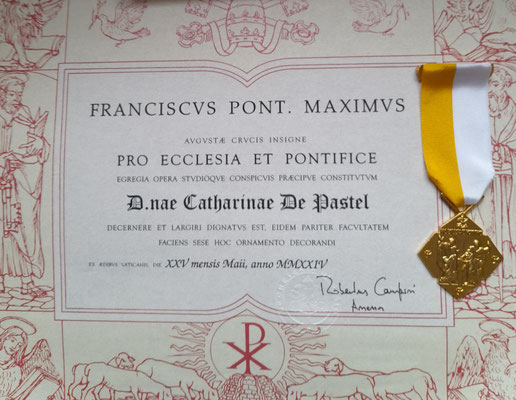 FRANCISCVS PONT. MAXIMVS
AVGVSTÆ CRVCIS INSIGNE
PRO ECCLESIA ET PONTIFICE
EGREGIA OPERA STVDIOQVE CONSPICVIS PRÆCIPVE CONSTITVTVM
D.nae Catharinae De Pastel
DECERNERE ET LARGIRI DIGNATVS EST, EIDEM PARITER FACVLTATEM
FACIENS SESE HOC ORNAMENTO DECORANDI
EX ÆDIBVS VATICANIS, DIE XXV mensis Maii, anno MMXXIV